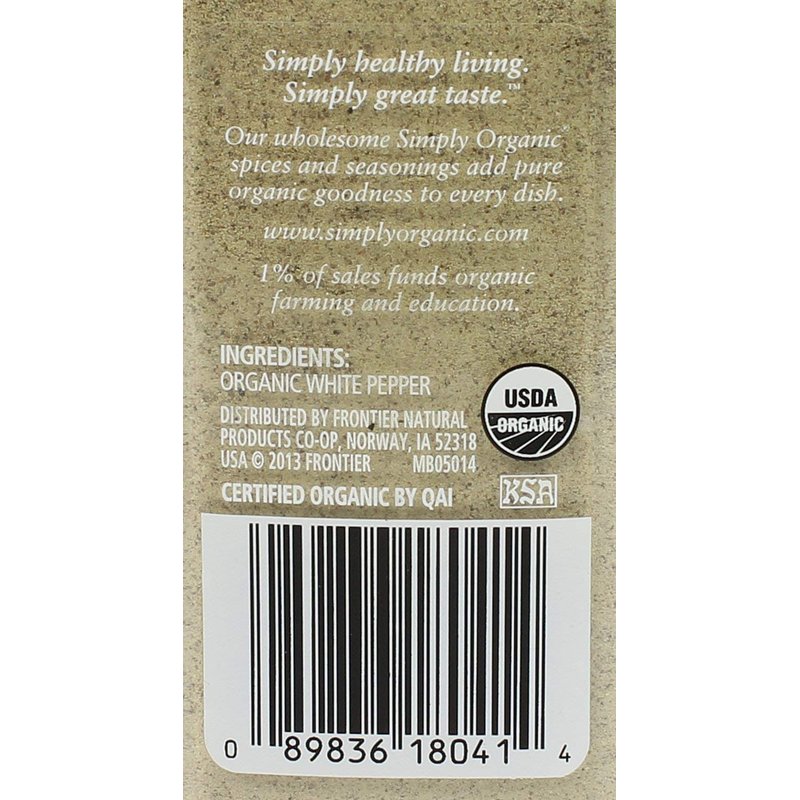 Simply healthy living.
Simply great taste.™
Our wholesome Simply Organic®
spices and seasonings add pure
organic goodness to every dish.
www.simplyorganic.com
1% of sales funds organic
farming and education.
INGREDIENTS:
ORGANIC WHITE PEPPER
DISTRIBUTED BY FRONTIER NATURAL
PRODUCTS CO-OP, NORWAY, IA 52318
USA © 2013 FRONTIER MB05014
USDA
ORGANIC
CERTIFIED ORGANIC BY QAI
KSA
0 89836 18041 4